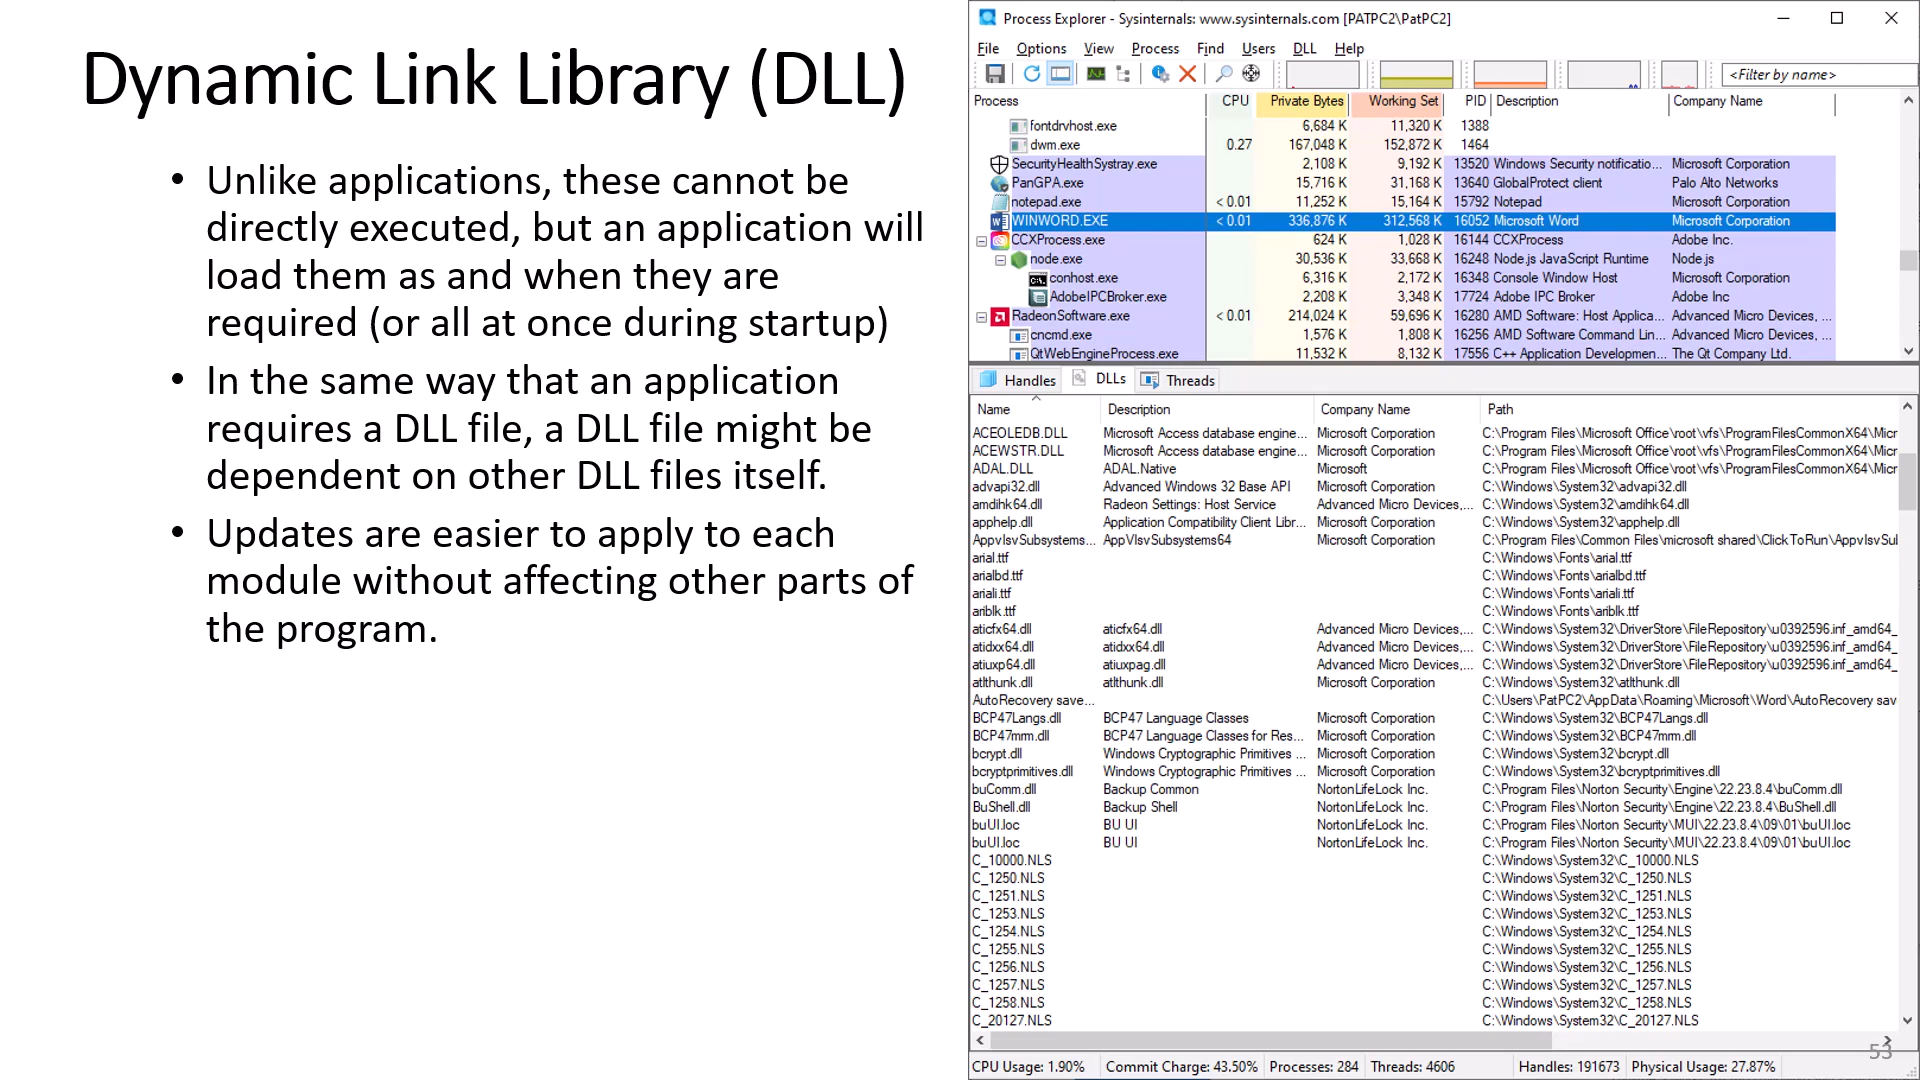 Dynamic Link Library (DLL)
• Unlike applications, these cannot be
directly executed, but an application will
load them as and when they are
required (or all at once during startup)
• In the same way that an application
requires a DLL file, a DLL file might be
dependent on other DLL files itself.
• Updates are easier to apply to each
module without affecting other parts of
the program.
Process Explorer - Sysinternals: www.sysinternals.com [PATPC2\PatPC2]
File Options View Process Find Users DLL Help
<Filter by name>
Process CPU Private Bytes Working Set PID Description Company Name
fontdrvhost.exe 6,684 K 11,320 K 1388
dwm.exe 0.27 167,048 K 152,872 K 1464
SecurityHealthSystray.exe 2,108 K 9,192 K 13520 Windows Security notificatio... Microsoft Corporation
PanGPA.exe 15,716 K 31,168 K 13640 GlobalProtect client Palo Alto Networks
notepad.exe < 0.01 11,252 K 15,164 K 15792 Notepad Microsoft Corporation
WINWORD.EXE < 0.01 336,876 K 312,568 K 16052 Microsoft Word Microsoft Corporation
CCXProcess.exe 624 K 1,028 K 16144 CCXProcess Adobe Inc.
node.exe 30,536 K 33,668 K 16248 Node.js JavaScript Runtime Node.js
conhost.exe 6,316 K 2,172 K 16348 Console Window Host Microsoft Corporation
AdobeIPCBroker.exe 2,208 K 3,348 K 17724 Adobe IPC Broker Adobe Inc
RadeonSoftware.exe < 0.01 214,024 K 59,696 K 16280 AMD Software: Host Applica... Advanced Micro Devices, ...
cncmd.exe 1,576 K 1,808 K 16256 AMD Software Command Lin... Advanced Micro Devices, ...
QtWebEngineProcess.exe 11,532 K 8,132 K 17556 C++ Application Developmen... The Qt Company Ltd.
Handles DLLs Threads
Name Description Company Name Path
ACEOLEDB.DLL Microsoft Access database engine... Microsoft Corporation C:\Program Files\Microsoft Office\root\vfs\ProgramFilesCommonX64\Micr
ACEWSTR.DLL Microsoft Access database engine... Microsoft Corporation C:\Program Files\Microsoft Office\root\vfs\ProgramFilesCommonX64\Micr
ADAL.DLL ADAL.Native Microsoft C:\Program Files\Microsoft Office\root\vfs\ProgramFilesCommonX64\Micr
advapi32.dll Advanced Windows 32 Base API Microsoft Corporation C:\Windows\System32\advapi32.dll
amdihk64.dll Radeon Settings: Host Service Advanced Micro Devices,... C:\Windows\System32\amdihk64.dll
apphelp.dll Application Compatibility Client Libr... Microsoft Corporation C:\Windows\System32\apphelp.dll
AppvIsvSubsystems... AppVIsvSubsystems64 Microsoft Corporation C:\Program Files\Common Files\microsoft shared\ClickToRun\AppvIsvSul
arial.ttf C:\Windows\Fonts\arial.ttf
arialbd.ttf C:\Windows\Fonts\arialbd.ttf
ariali.ttf C:\Windows\Fonts\ariali.ttf
ariblk.ttf C:\Windows\Fonts\ariblk.ttf
aticfx64.dll aticfx64.dll Advanced Micro Devices,... C:\Windows\System32\DriverStore\FileRepository\u0392596.inf_amd64_
atidxx64.dll atidxx64.dll Advanced Micro Devices,... C:\Windows\System32\DriverStore\FileRepository\u0392596.inf_amd64_
atiuxp64.dll atiuxpag.dll Advanced Micro Devices,... C:\Windows\System32\DriverStore\FileRepository\u0392596.inf_amd64_
atlthunk.dll atlthunk.dll Microsoft Corporation C:\Windows\System32\atlthunk.dll
AutoRecovery save... C:\Users\PatPC2\AppData\Roaming\Microsoft\Word\AutoRecovery sav
BCP47Langs.dll BCP47 Language Classes Microsoft Corporation C:\Windows\System32\BCP47Langs.dll
BCP47mrm.dll BCP47 Language Classes for Res... Microsoft Corporation C:\Windows\System32\BCP47mrm.dll
bcrypt.dll Windows Cryptographic Primitives ... Microsoft Corporation C:\Windows\System32\bcrypt.dll
bcryptprimitives.dll Windows Cryptographic Primitives ... Microsoft Corporation C:\Windows\System32\bcryptprimitives.dll
buComm.dll Backup Common NortonLifeLock Inc. C:\Program Files\Norton Security\Engine\22.23.8.4\buComm.dll
BuShell.dll Backup Shell NortonLifeLock Inc. C:\Program Files\Norton Security\Engine\22.23.8.4\BuShell.dll
buUI.loc BU UI NortonLifeLock Inc. C:\Program Files\Norton Security\MUI\22.23.8.4\09\01\buUI.loc
buUI.loc BU UI NortonLifeLock Inc. C:\Program Files\Norton Security\MUI\22.23.8.4\09\01\buUI.loc
C_10000.NLS C:\Windows\System32\C_10000.NLS
C_1250.NLS C:\Windows\System32\C_1250.NLS
C_1251.NLS C:\Windows\System32\C_1251.NLS
C_1253.NLS C:\Windows\System32\C_1253.NLS
C_1254.NLS C:\Windows\System32\C_1254.NLS
C_1255.NLS C:\Windows\System32\C_1255.NLS
C_1256.NLS C:\Windows\System32\C_1256.NLS
C_1257.NLS C:\Windows\System32\C_1257.NLS
C_1258.NLS C:\Windows\System32\C_1258.NLS
C_20127.NLS C:\Windows\System32\C_20127.NLS
53
CPU Usage: 1.90% Commit Charge: 43.50% Processes: 284 Threads: 4606 Handles: 191673 Physical Usage: 27.87%